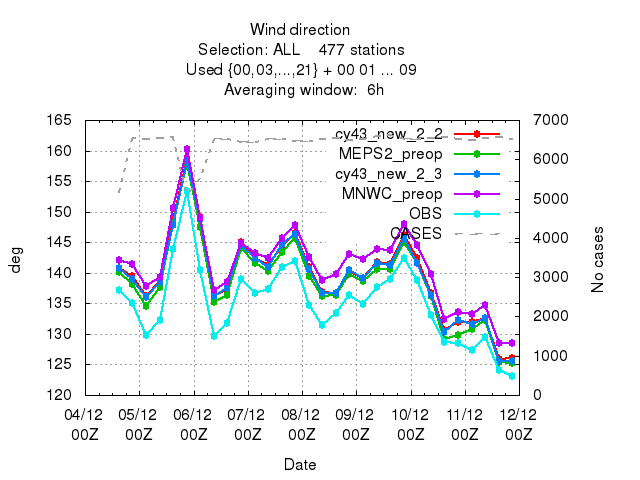 Wind direction
Selection: ALL 477 stations
Used {00,03,...,21} + 00 01 ... 09
Averaging window: 6h
165
160
155
150
145
140
135
130
125
120
deg
7000
6000
5000
4000
3000
2000
1000
0
No cases
cy43_new_2_2
MEPS2_preop
cy43_new_2_3
MNWC_preop
OBS
CASES
04/12 05/12 06/12 07/12 08/12 09/12 10/12 11/12 12/12
00Z 00Z 00Z 00Z 00Z 00Z 00Z 00Z 00Z
Date